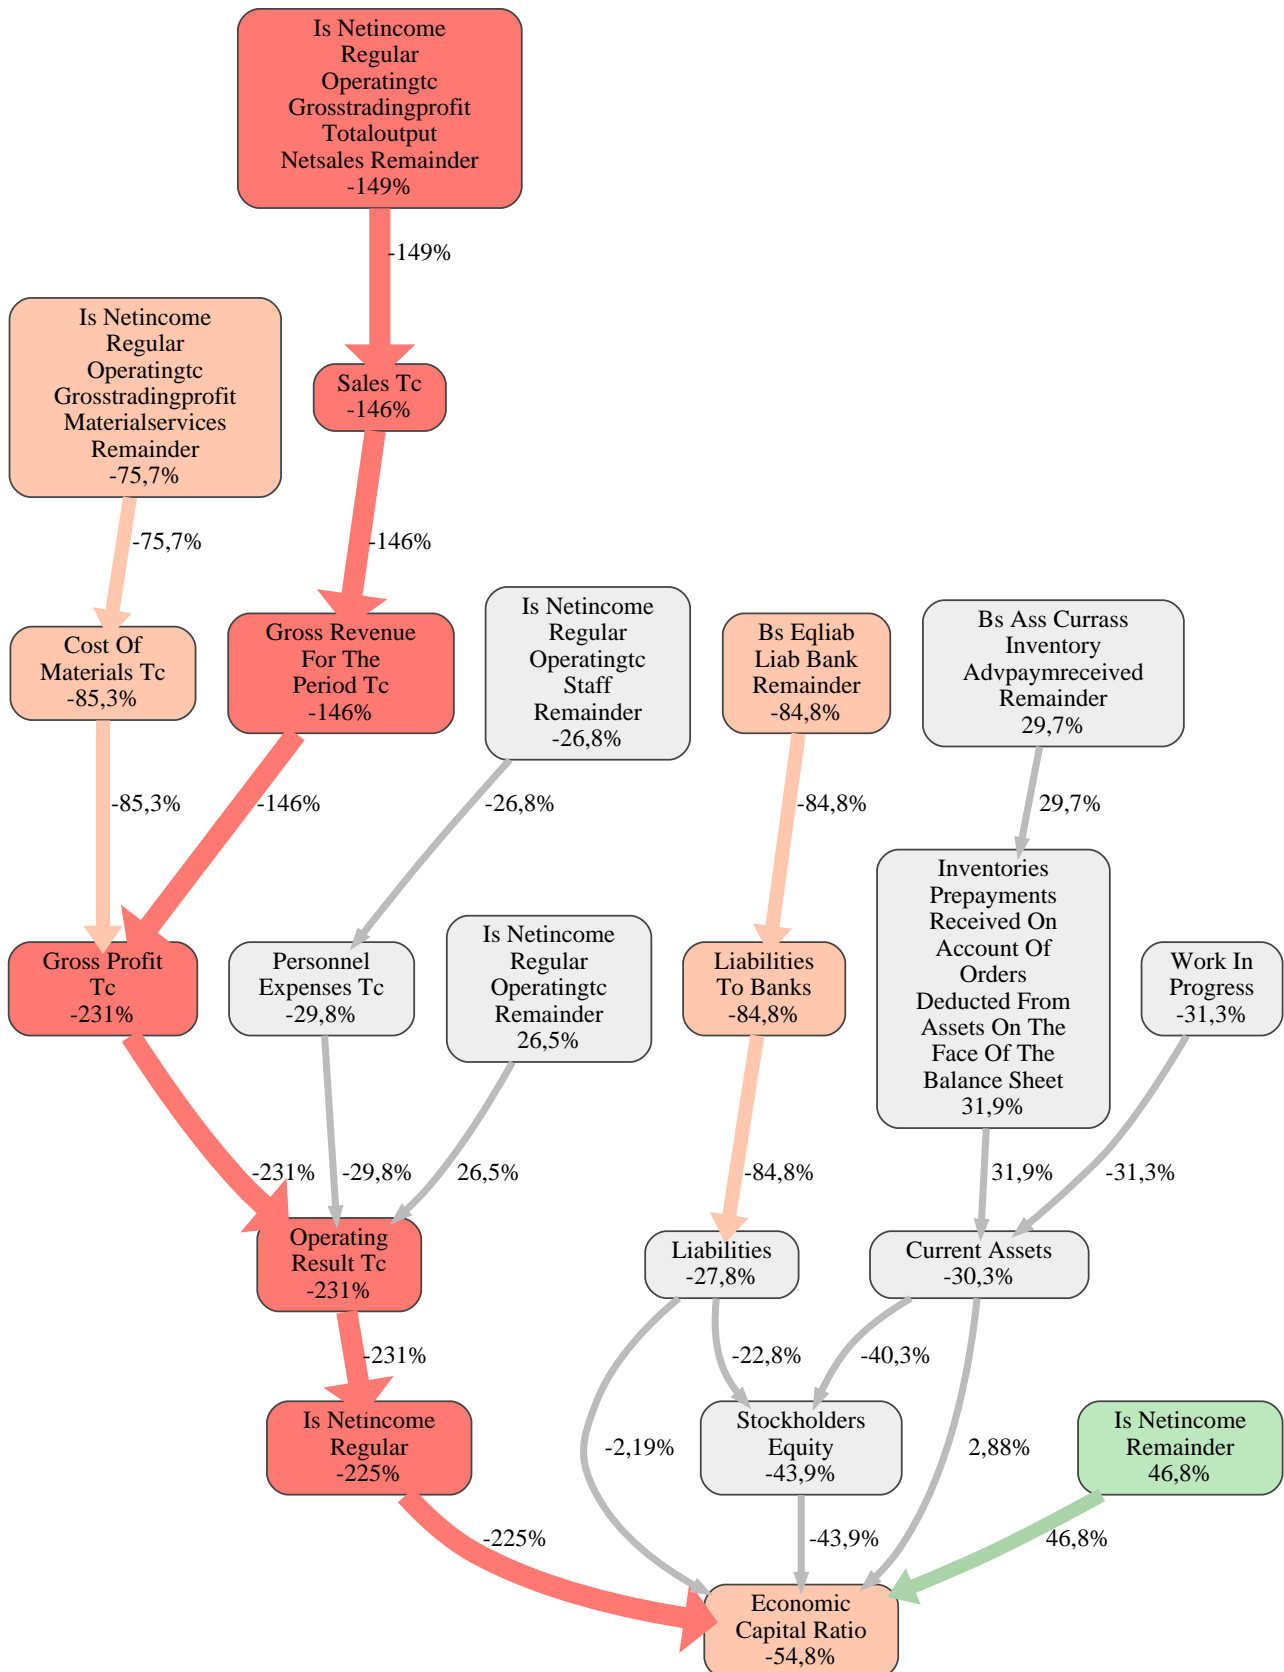 Is Netincome
Regular
Operatingtc
Grosstradingprofit
Totaloutput
Netsales Remainder
-149%
-149%
Is Netincome
Regular
Operatingtc
Grosstradingprofit
Materialservices
Remainder
-75,7%
Sales Tc
-146%
-75,7%
-146%
Cost Of
Materials Tc
-85,3%
Gross Revenue
For The
Period Tc
-146%
Is Netincome
Regular
Operatingtc
Staff
Remainder
-26,8%
Bs Eqliab
Liab Bank
Remainder
-84,8%
Bs Ass Currass
Inventory
Advpaymreceived
Remainder
29,7%
-85,3%
-146%
-26,8%
-84,8%
29,7%
Gross Profit
Tc
-231%
Personnel
Expenses Tc
-29,8%
Is Netincome
Regular
Operatingtc
Remainder
26,5%
Liabilities
To Banks
-84,8%
Inventories
Prepayments
Received On
Account Of
Orders
Deducted From
Assets On The
Face Of The
Balance Sheet
31,9%
Work In
Progress
-31,3%
-231%
-29,8%
26,5%
-84,8%
31,9%
-31,3%
Operating
Result Tc
-231%
Liabilities
-27,8%
Current Assets
-30,3%
-231%
-22,8%
-40,3%
Is Netincome
Regular
-225%
-2,19%
Stockholders
Equity
-43,9%
2,88%
Is Netincome
Remainder
46,8%
-225%
-43,9%
46,8%
Economic
Capital Ratio
-54,8%